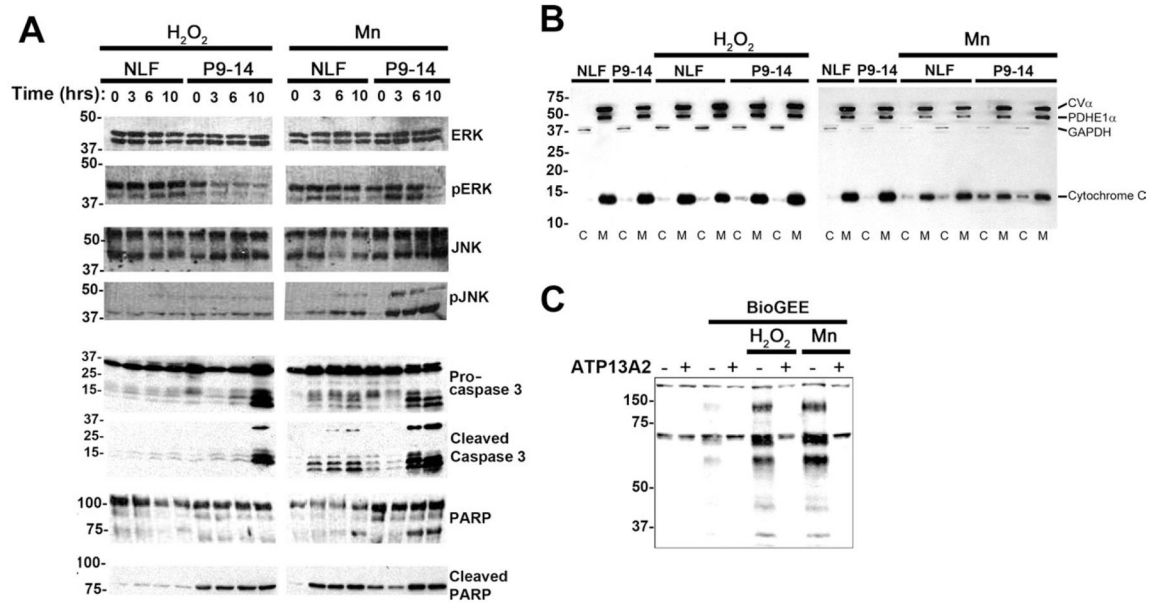 A
H2O2 Mn
NLF P9-14 NLF P9-14
Time (hrs): 0 3 6 10 0 3 6 10 0 3 6 10 0 3 6 10
50-
37-
ERK
50-
37-
pERK
50-
37-
JNK
50-
37-
pJNK
37-
25-
15-
Pro-
caspase 3
37-
25-
15-
Cleaved
Caspase 3
100-
75-
PARP
100-
75-
Cleaved
PARP
B
H2O2 Mn
NLF P9-14 NLF P9-14 NLF P9-14 NLF P9-14
75-
50-
37-
25-
20-
15-
10-
CVα
PDHE1α
GAPDH
Cytochrome C
C M C M C M C M C M C M C M C M C M C M C M C M
C
BioGEE
H2O2 Mn
ATP13A2 - + - + - + - +
150-
75-
50-
37-